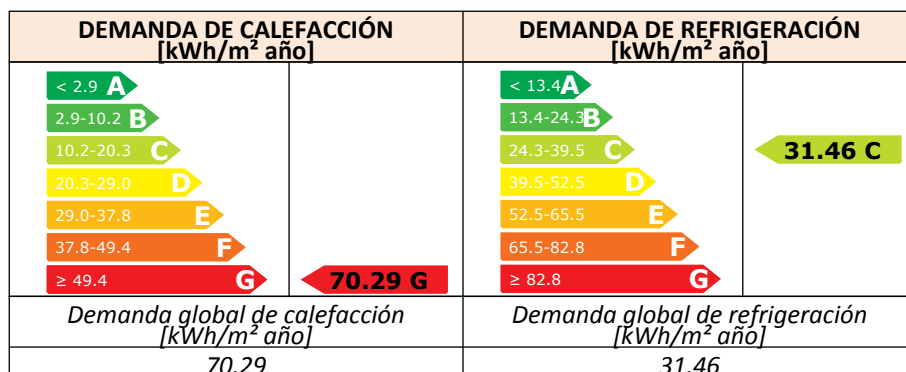 DEMANDA DE CALEFACCIÓN
[kWh/m² año]
< 2.9 A
2.9-10.2 B
10.2-20.3 C
20.3-29.0 D
29.0-37.8 E
37.8-49.4 F
≥ 49.4 G
70.29 G
Demanda global de calefacción
[kWh/m² año]
70.29
DEMANDA DE REFRIGERACIÓN
[kWh/m² año]
< 13.4 A
13.4-24.3 B
24.3-39.5 C
39.5-52.5 D
52.5-65.5 E
65.5-82.8 F
≥ 82.8 G
31.46 C
Demanda global de refrigeración
[kWh/m² año]
31.46